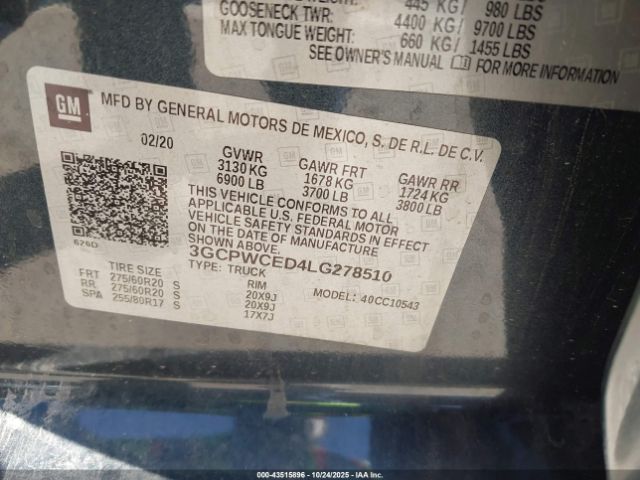 445 KG/ 980 LBS
GOOSENECK TWR: 4400 KG/ 9700 LBS
MAX TONGUE WEIGHT: 660 KG/ 1455 LBS
SEE OWNER'S MANUAL FOR MORE INFORMATION
GM
MFD BY GENERAL MOTORS DE MEXICO, S. DE R.L. DE C.V.
02/20
GVWR GAWR FRT GAWR RR
3130 KG 1678 KG 1724 KG
6900 LB 3700 LB 3800 LB
THIS VEHICLE CONFORMS TO ALL
APPLICABLE U.S. FEDERAL MOTOR
VEHICLE SAFETY STANDARDS IN EFFECT
ON THE DATE OF MANUFACTURE
SHOWN ABOVE.
3GCPWCED4LG278510
TYPE: TRUCK
MODEL: 40CC10543
TIRE SIZE RIM
FRT 275/60R20 S 20X9J
RR 275/60R20 S 20X9J
SPA 255/80R17 S 17X7J
© IAA - 43515896 - 10/24/2025 - IAAI.COM